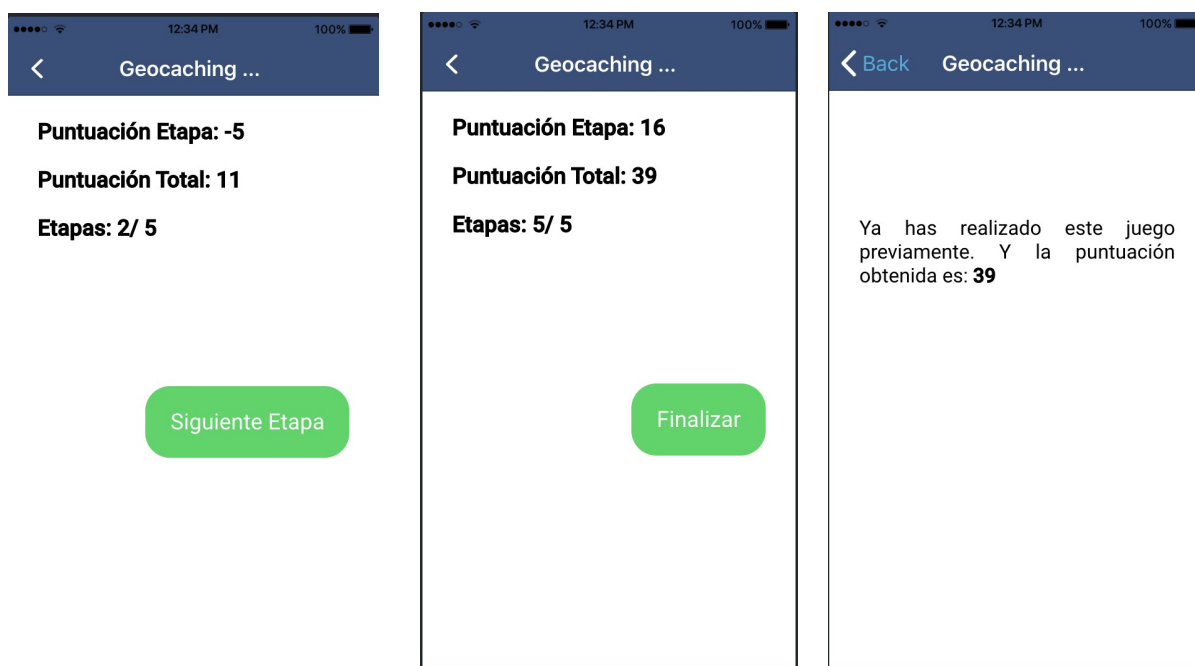 12:34 PM 100%
Geocaching ...
Puntuación Etapa: -5
Puntuación Total: 11
Etapas: 2/ 5
Siguiente Etapa
12:34 PM 100%
Geocaching ...
Puntuación Etapa: 16
Puntuación Total: 39
Etapas: 5/ 5
Finalizar
12:34 PM 100%
Back Geocaching ...
Ya has realizado este juego
previamente. Y la puntuación
obtenida es: 39